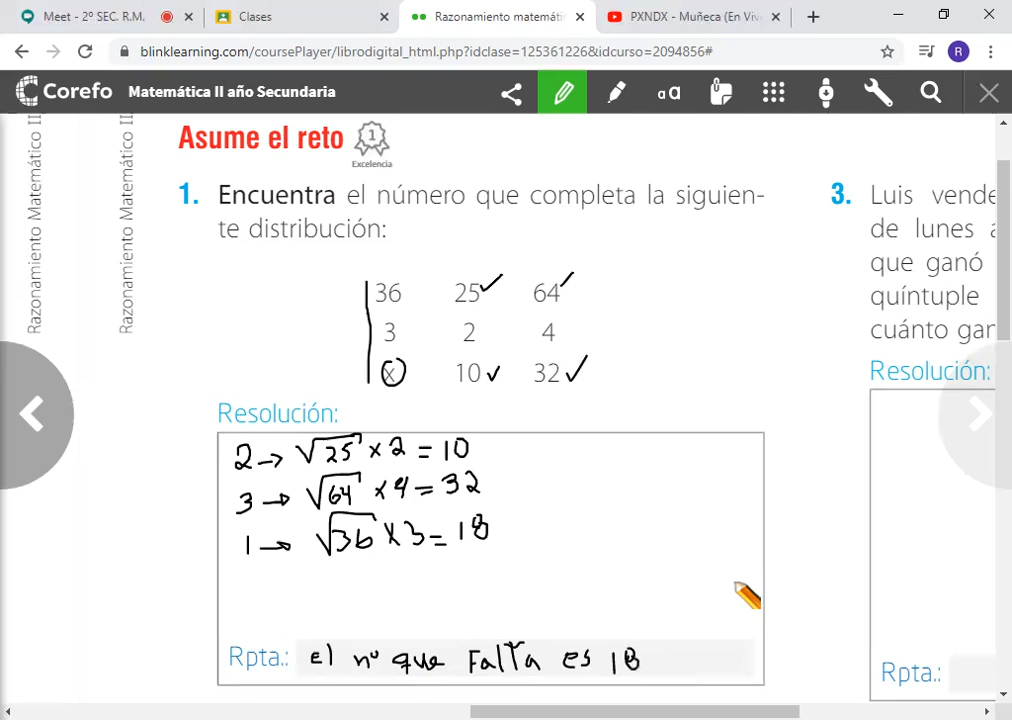 Meet - 2º SEC. R.M.
Clases
Razonamiento matemáti
PXNDX - Muñeca (En Viv
blinklearning.com/coursePlayer/librodigital_html.php?idclase=125361226&idcurso=2094856#
R
Corefo
Matemática II año Secundaria
aa
Razonamiento Matemático II
Razonamiento Matemático II
Asume el reto
1
Excelencia
1. Encuentra el número que completa la siguien-
te distribución:
36 25 64
3 2 4
x 10 32
Resolución:
2 → √25 × 2 = 10
3 → √64 × 4 = 32
1 → √36 × 3 = 18
Rpta.: El nº que Falta es 18
3. Luis vende
de lunes a
que ganó
quíntuple
cuánto gan
Resolución:
Rpta.: